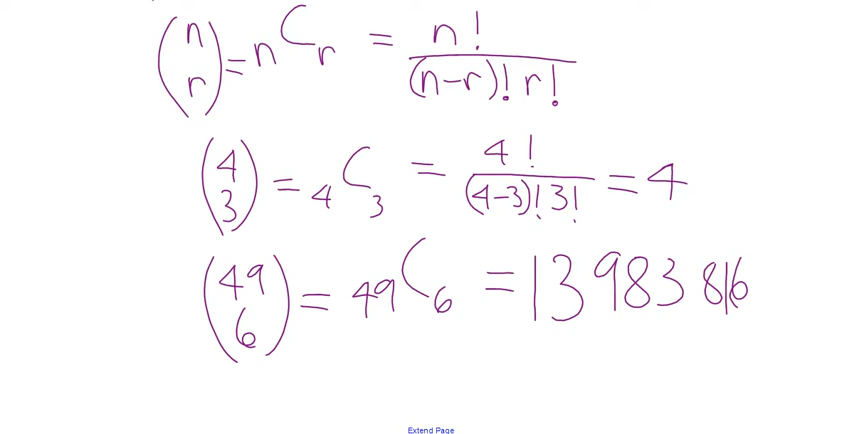 (n r) = nCr = n! / (n-r)! r!
(4 3) = 4C3 = 4! / (4-3)! 3! = 4
(49 6) = 49C6 = 13983816
Extend Page